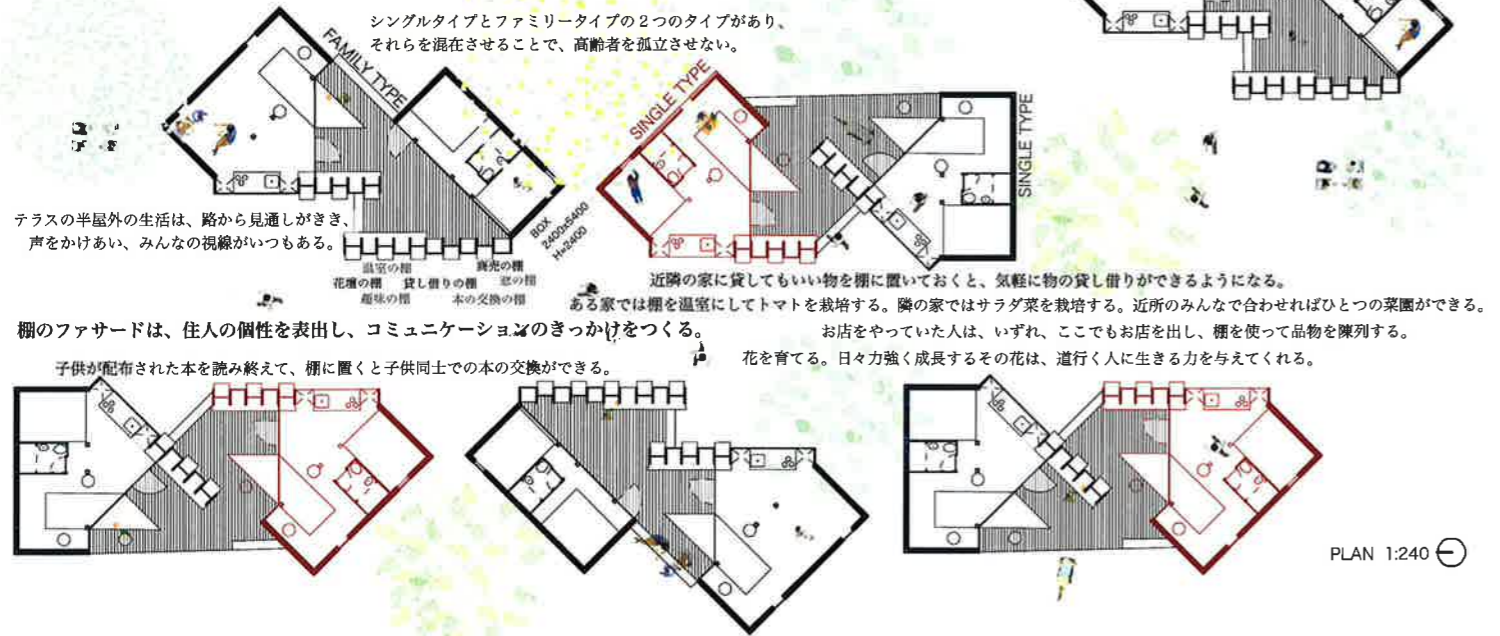 シングルタイプとファミリータイプの２つのタイプがあり、
それらを混在させることで、高齢者を孤立させない。
FAMILY TYPE
SINGLE TYPE
SINGLE TYPE
テラスの半屋外の生活は、路から見通しがきき、
声をかけあい、みんなの視線がいつもある。
BOX
2400x5400
H=2400
温室の棚
商売の棚
花壇の棚
貸し借りの棚
窓の棚
趣味の棚
本の交換の棚
近隣の家に貸してもいい物を棚に置いておくと、気軽に物の貸し借りができるようになる。
ある家では棚を温室にしてトマトを栽培する。隣の家ではサラダ菜を栽培する。近所のみんなで合わせればひとつの菜園ができる。
棚のファサードは、住人の個性を表出し、コミュニケーションのきっかけをつくる。
お店をやっていた人は、いずれ、ここでもお店を出し、棚を使って品物を陳列する。
花を育てる。日々力強く成長するその花は、道行く人に生きる力を与えてくれる。
子供が配布された本を読み終えて、棚に置くと子供同士での本の交換ができる。
PLAN 1:240